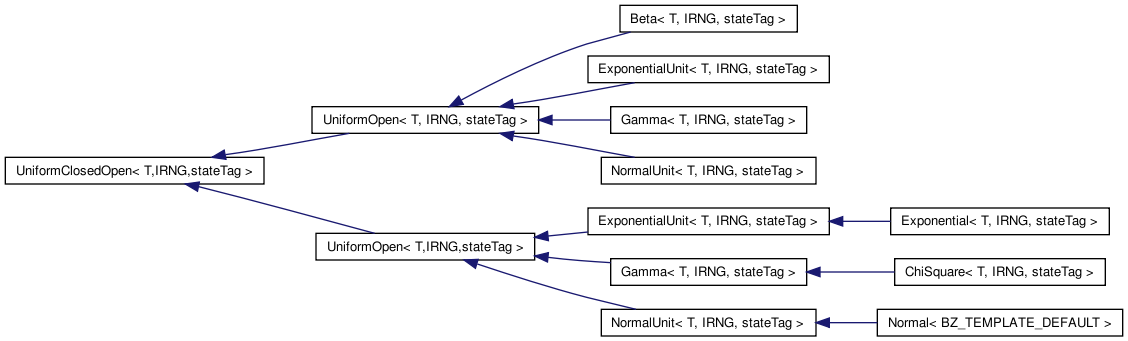 Beta< T, IRNG, stateTag >
ExponentialUnit< T, IRNG, stateTag >
UniformOpen< T, IRNG, stateTag >
Gamma< T, IRNG, stateTag >
NormalUnit< T, IRNG, stateTag >
UniformClosedOpen< T,IRNG,stateTag >
ExponentialUnit< T, IRNG, stateTag >
Exponential< T, IRNG, stateTag >
UniformOpen< T,IRNG,stateTag >
Gamma< T, IRNG, stateTag >
ChiSquare< T, IRNG, stateTag >
NormalUnit< T, IRNG, stateTag >
Normal< BZ_TEMPLATE_DEFAULT >